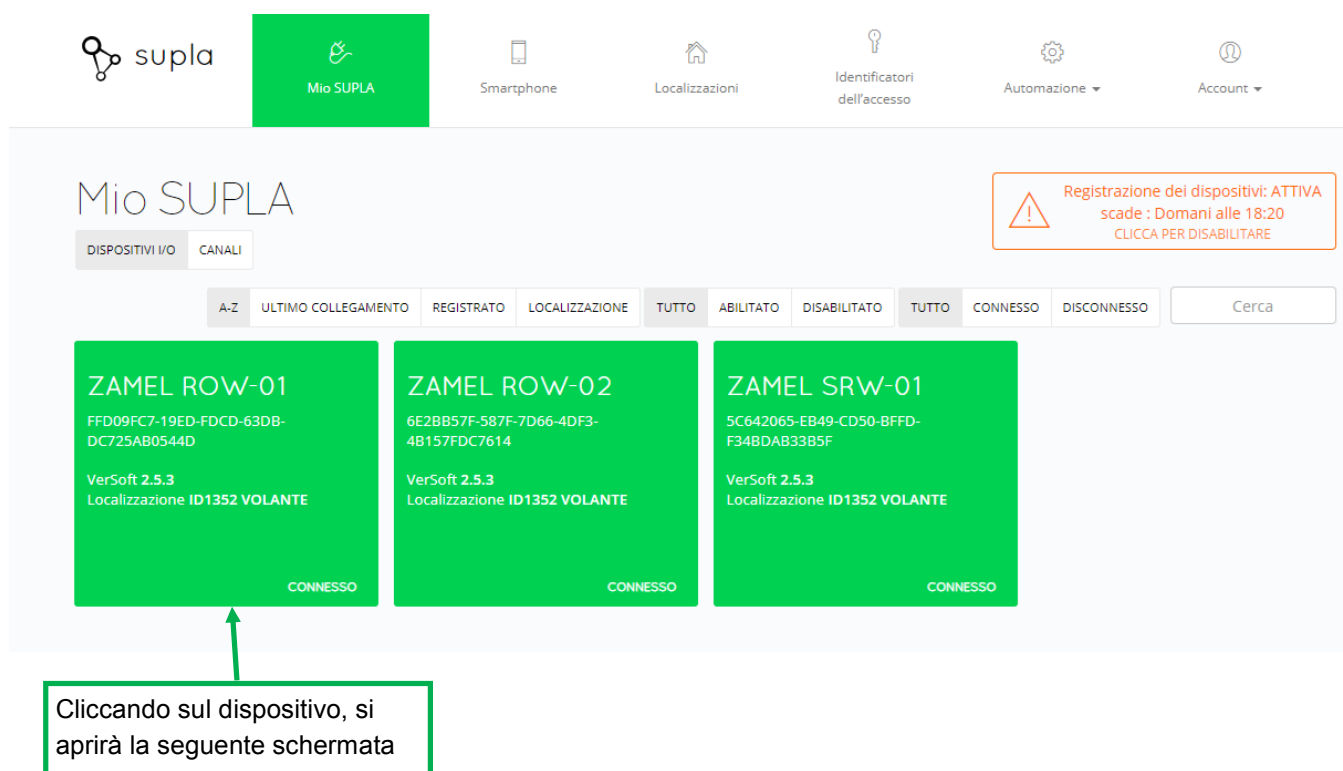 supla
Mio SUPLA
Smartphone
Localizzazioni
Identificatori
dell'accesso
Automazione
Account
Mio SUPLA
Registrazione dei dispositivi: ATTIVA
scade : Domani alle 18:20
CLICCA PER DISABILITARE
DISPOSITIVI I/O CANALI
A-Z ULTIMO COLLEGAMENTO REGISTRATO LOCALIZZAZIONE TUTTO ABILITATO DISABILITATO TUTTO CONNESSO DISCONNESSO Cerca
ZAMEL ROW-01
FFD09FC7-19ED-FDCD-63DB-
DC725AB0544D
VerSoft 2.5.3
Localizzazione ID1352 VOLANTE
CONNESSO
ZAMEL ROW-02
6E2BB57F-587F-7D66-4DF3-
4B157FDC7614
VerSoft 2.5.3
Localizzazione ID1352 VOLANTE
CONNESSO
ZAMEL SRW-01
5C642065-EB49-CD50-BFFD-
F34BDAB33B5F
VerSoft 2.5.3
Localizzazione ID1352 VOLANTE
CONNESSO
Cliccando sul dispositivo, si
aprirà la seguente schermata